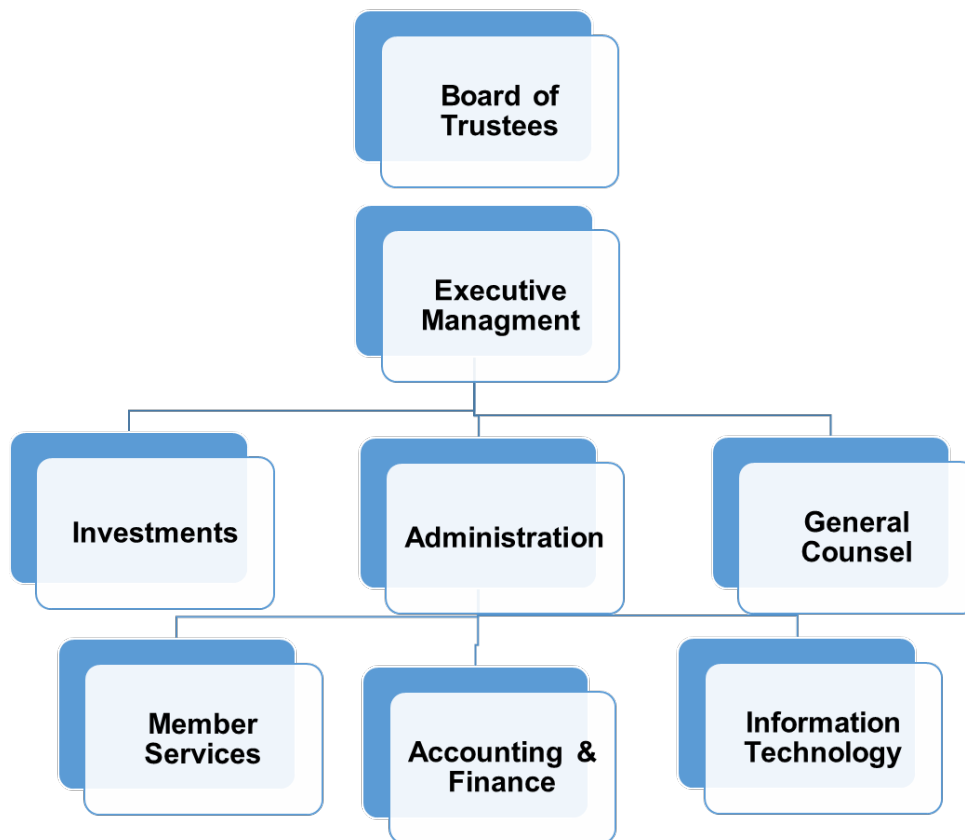 Board of
Trustees
Executive
Managment
Investments
Administration
General
Counsel
Member
Services
Accounting &
Finance
Information
Technology